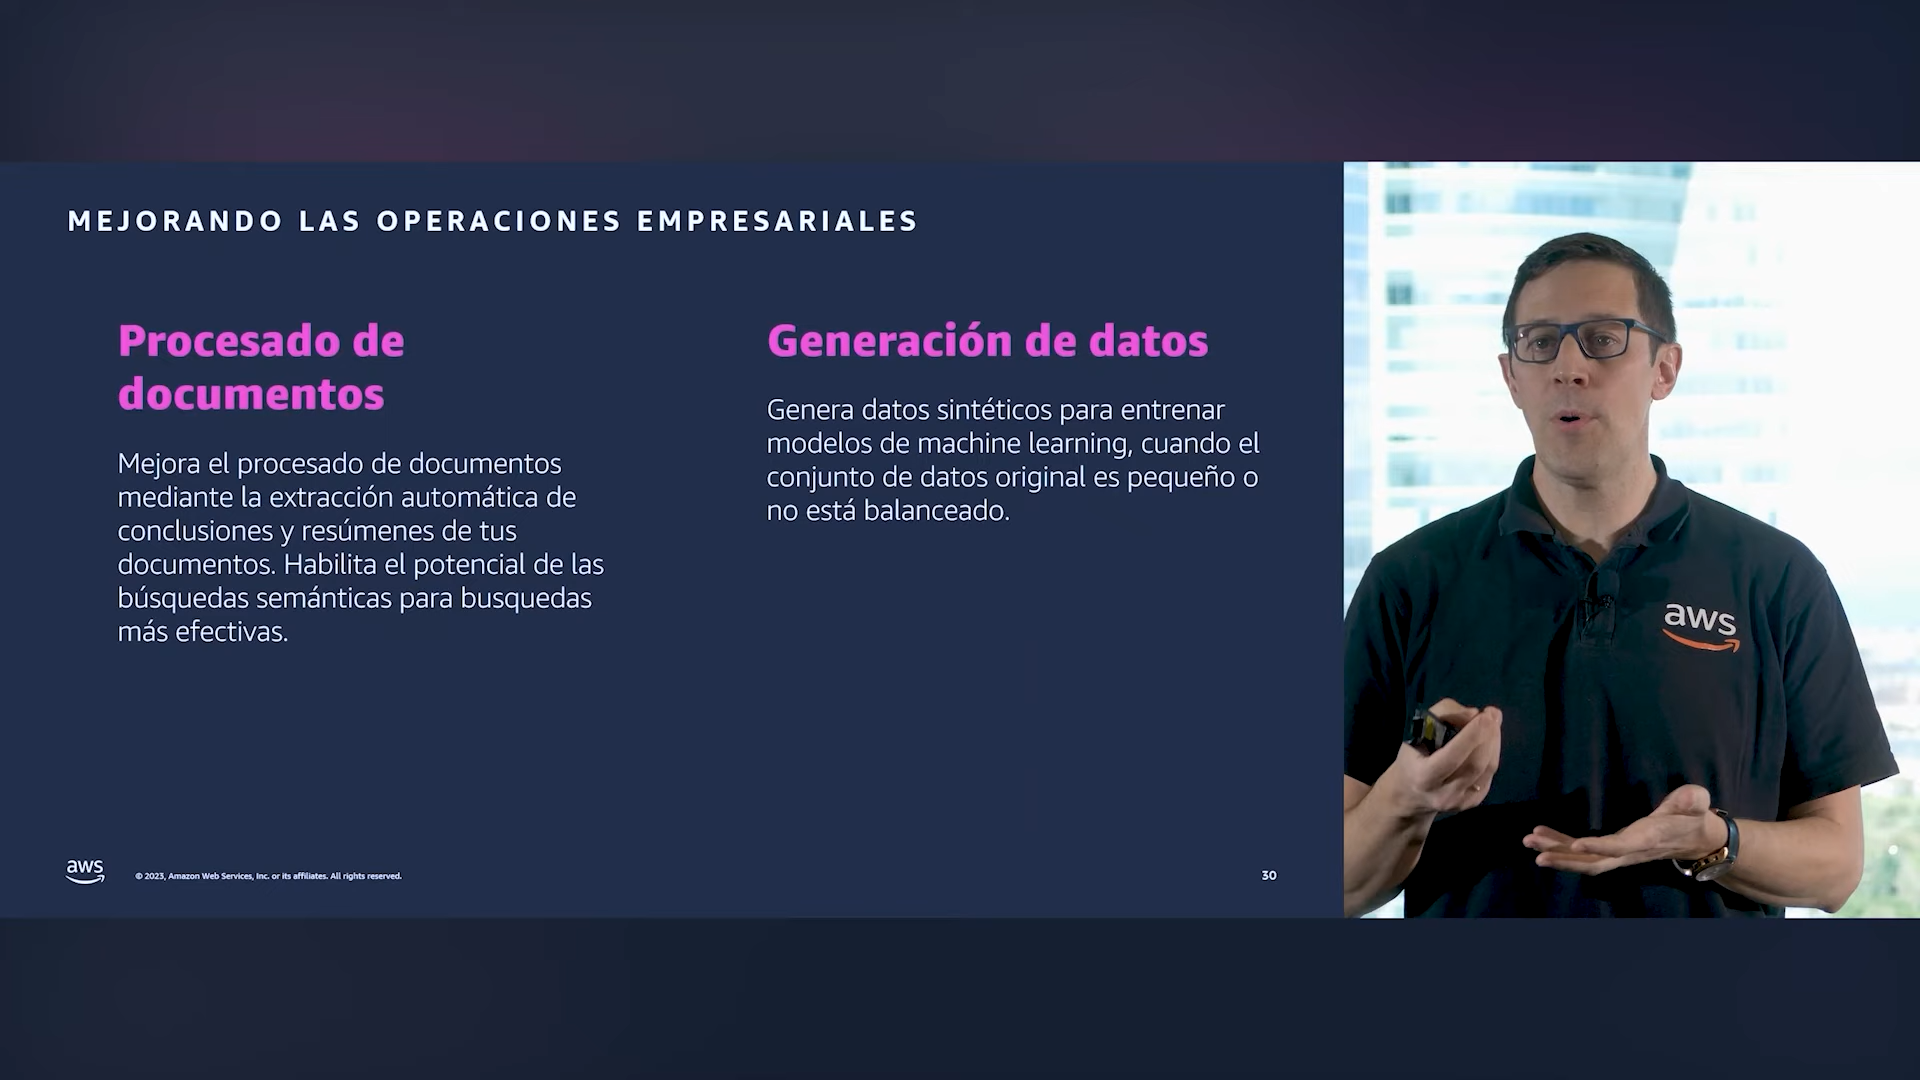 MEJORANDO LAS OPERACIONES EMPRESARIALES
Procesado de
documentos
Mejora el procesado de documentos
mediante la extracción automática de
conclusiones y resúmenes de tus
documentos. Habilita el potencial de las
búsquedas semánticas para busquedas
más efectivas.
Generación de datos
Genera datos sintéticos para entrenar
modelos de machine learning, cuando el
conjunto de datos original es pequeño o
no está balanceado.
aws
© 2023, Amazon Web Services, Inc. or its affiliates. All rights reserved.
30
aws